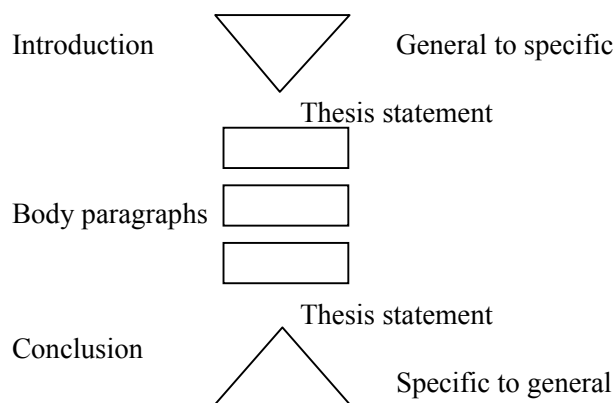 Introduction
General to specific
Thesis statement
Body paragraphs
Thesis statement
Conclusion
Specific to general